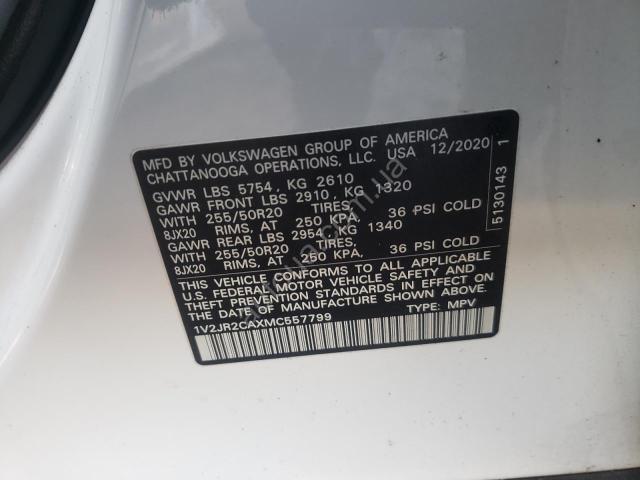 MFD BY VOLKSWAGEN GROUP OF AMERICA
CHATTANOOGA OPERATIONS, LLC. USA 12/2020
GVWR LBS 5754, KG 2610
GAWR FRONT LBS 2910, KG 1320
WITH 255/50R20 TIRES,
8JX20 RIMS, AT 250 KPA, 36 PSI COLD
GAWR REAR LBS 2954, KG 1340
WITH 255/50R20 TIRES,
8JX20 RIMS, AT 250 KPA, 36 PSI COLD
THIS VEHICLE CONFORMS TO ALL APPLICABLE
U.S. FEDERAL MOTOR VEHICLE SAFETY AND
THEFT PREVENTION STANDARDS IN EFFECT ON
THE DATE OF MANUFACTURE SHOWN ABOVE.
1V2JR2CAXMC557799 TYPE: MPV
5130143 1